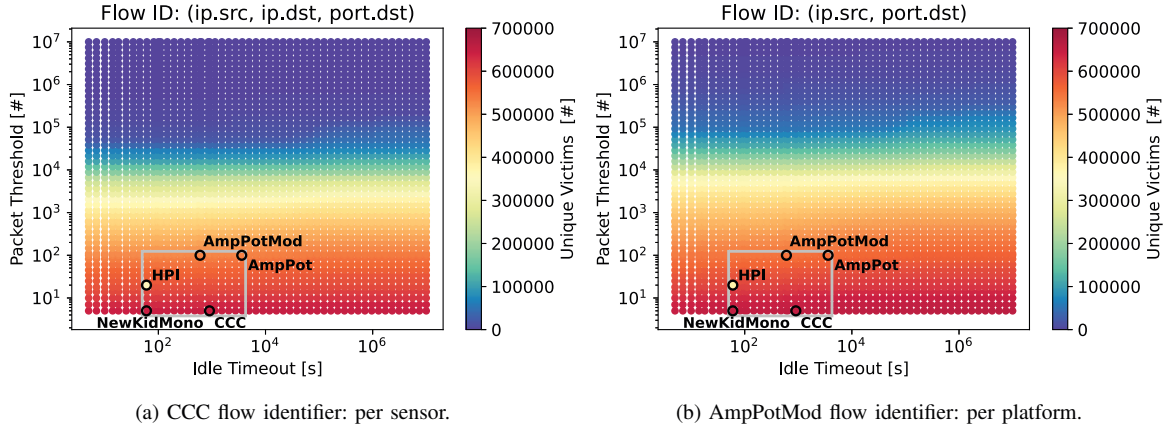 Flow ID: (ip.src, ip.dst, port.dst)
10^7
10^6
10^5
10^4
10^3
10^2
10^1
Packet Threshold [#]
AmpPotMod
AmpPot
HPI
NewKidMono
CCC
10^2
10^4
10^6
Idle Timeout [s]
700000
600000
500000
400000
300000
200000
100000
0
Unique Victims [#]
(a) CCC flow identifier: per sensor.
Flow ID: (ip.src, port.dst)
10^7
10^6
10^5
10^4
10^3
10^2
10^1
Packet Threshold [#]
AmpPotMod
AmpPot
HPI
NewKidMono
CCC
10^2
10^4
10^6
Idle Timeout [s]
700000
600000
500000
400000
300000
200000
100000
0
Unique Victims [#]
(b) AmpPotMod flow identifier: per platform.